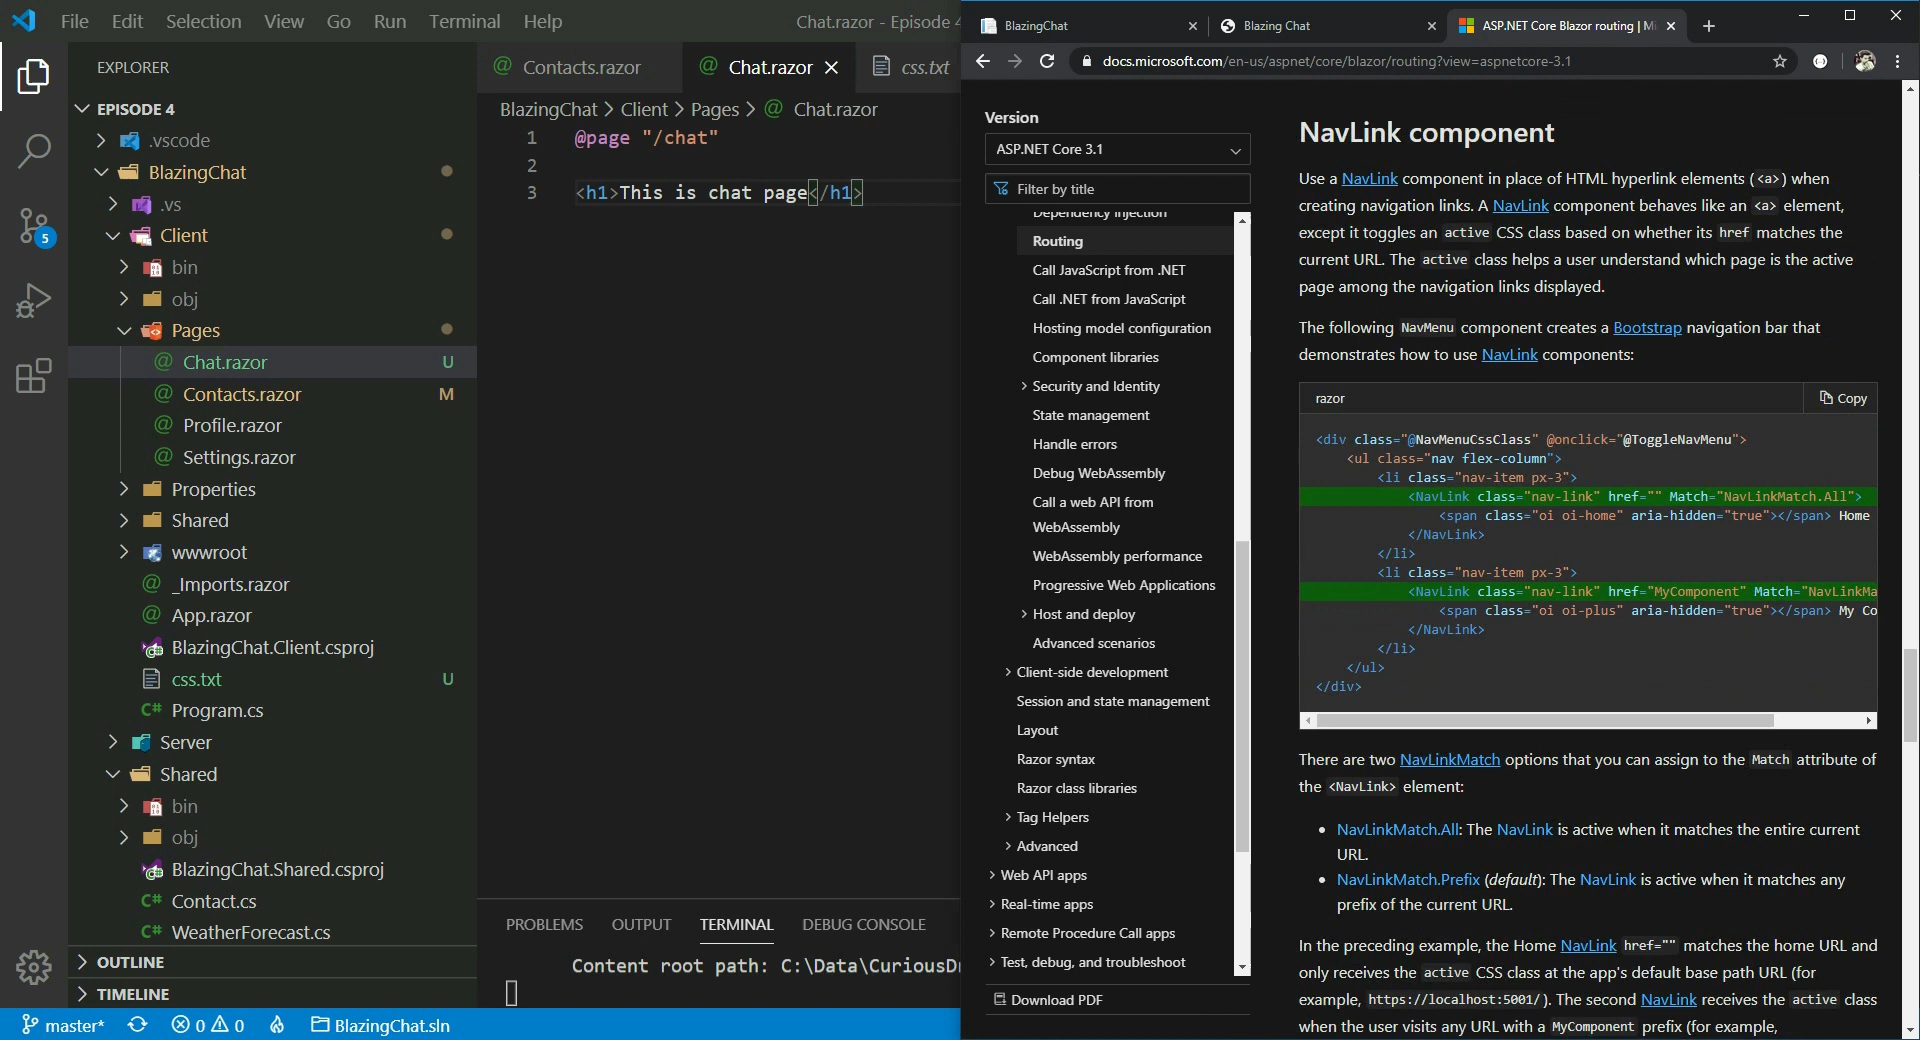 File Edit Selection View Go Run Terminal Help
Chat.razor - Episode 4
EXPLORER
EPISODE 4
.vscode
BlazingChat
.vs
Client
bin
obj
Pages
Chat.razor U
Contacts.razor M
Profile.razor
Settings.razor
Properties
Shared
wwwroot
_Imports.razor
App.razor
BlazingChat.Client.csproj
css.txt U
Program.cs
Server
Shared
bin
obj
BlazingChat.Shared.csproj
Contact.cs
WeatherForecast.cs
OUTLINE
TIMELINE
5
Contacts.razor Chat.razor css.txt
BlazingChat > Client > Pages > Chat.razor
1 @page "/chat"
2
3 <h1>This is chat page</h1>
PROBLEMS OUTPUT TERMINAL DEBUG CONSOLE
Content root path: C:\Data\CuriousD
master* 0 0 BlazingChat.sln
BlazingChat Blazing Chat ASP.NET Core Blazor routing | Mi
docs.microsoft.com/en-us/aspnet/core/blazor/routing?view=aspnetcore-3.1
Version
ASP.NET Core 3.1
Filter by title
Dependency injection
Routing
Call JavaScript from .NET
Call .NET from JavaScript
Hosting model configuration
Component libraries
Security and Identity
State management
Handle errors
Debug WebAssembly
Call a web API from
WebAssembly
WebAssembly performance
Progressive Web Applications
Host and deploy
Advanced scenarios
Client-side development
Session and state management
Layout
Razor syntax
Razor class libraries
Tag Helpers
Advanced
Web API apps
Real-time apps
Remote Procedure Call apps
Test, debug, and troubleshoot
Download PDF
NavLink component
Use a NavLink component in place of HTML hyperlink elements (<a>) when
creating navigation links. A NavLink component behaves like an <a> element,
except it toggles an active CSS class based on whether its href matches the
current URL. The active class helps a user understand which page is the active
page among the navigation links displayed.
The following NavMenu component creates a Bootstrap navigation bar that
demonstrates how to use NavLink components:
razor Copy
<div class="@NavMenuCssClass" @onclick="@ToggleNavMenu">
<ul class="nav flex-column">
<li class="nav-item px-3">
<NavLink class="nav-link" href="" Match="NavLinkMatch.All">
<span class="oi oi-home" aria-hidden="true"></span> Home
</NavLink>
</li>
<li class="nav-item px-3">
<NavLink class="nav-link" href="MyComponent" Match="NavLinkMa
<span class="oi oi-plus" aria-hidden="true"></span> My Co
</NavLink>
</li>
</ul>
</div>
There are two NavLinkMatch options that you can assign to the Match attribute of
the <NavLink> element:
• NavLinkMatch.All: The NavLink is active when it matches the entire current
URL.
• NavLinkMatch.Prefix (default): The NavLink is active when it matches any
prefix of the current URL.
In the preceding example, the Home NavLink href="" matches the home URL and
only receives the active CSS class at the app's default base path URL (for
example, https://localhost:5001/). The second NavLink receives the active class
when the user visits any URL with a MyComponent prefix (for example,